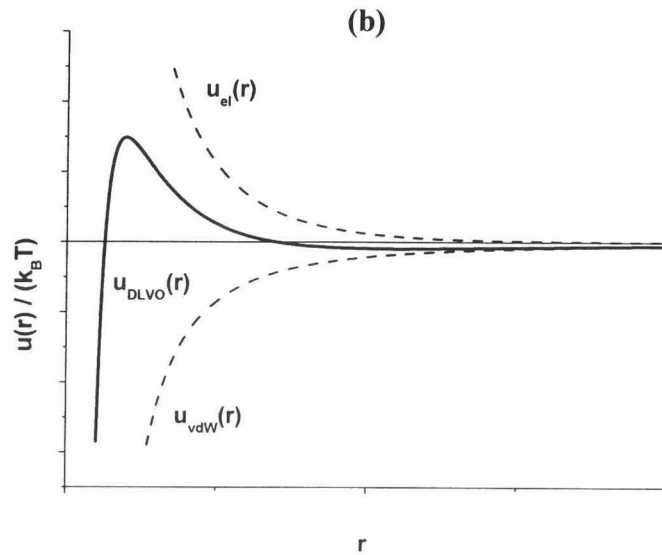 (b)
u_el(r)
u_DLVO(r)
u_vdW(r)
u(r) / (k_B T)
r